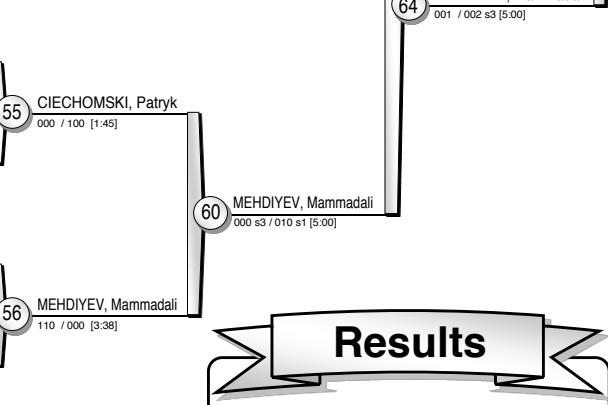 64
001 / 002 s3 [5:00]
55
CIECHOMSKI, Patryk
000 / 100 [1:45]
60
MEHDIYEV, Mammadali
000 s3 / 010 s1 [5:00]
56
MEHDIYEV, Mammadali
110 / 000 [3:38]
Results